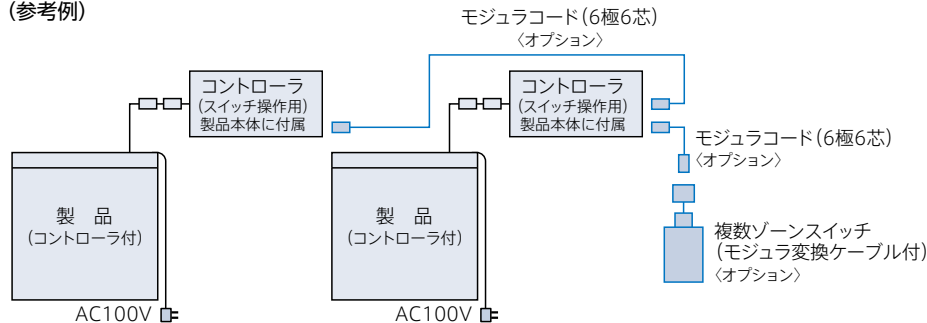 (参考例)
モジュラコード(6極6芯)
〈オプション〉
コントローラ
(スイッチ操作用)
製品本体に付属
コントローラ
(スイッチ操作用)
製品本体に付属
モジュラコード(6極6芯)
〈オプション〉
製 品
(コントローラ付)
製 品
(コントローラ付)
複数ゾーンスイッチ
(モジュラ変換ケーブル付)
〈オプション〉
AC100V
AC100V